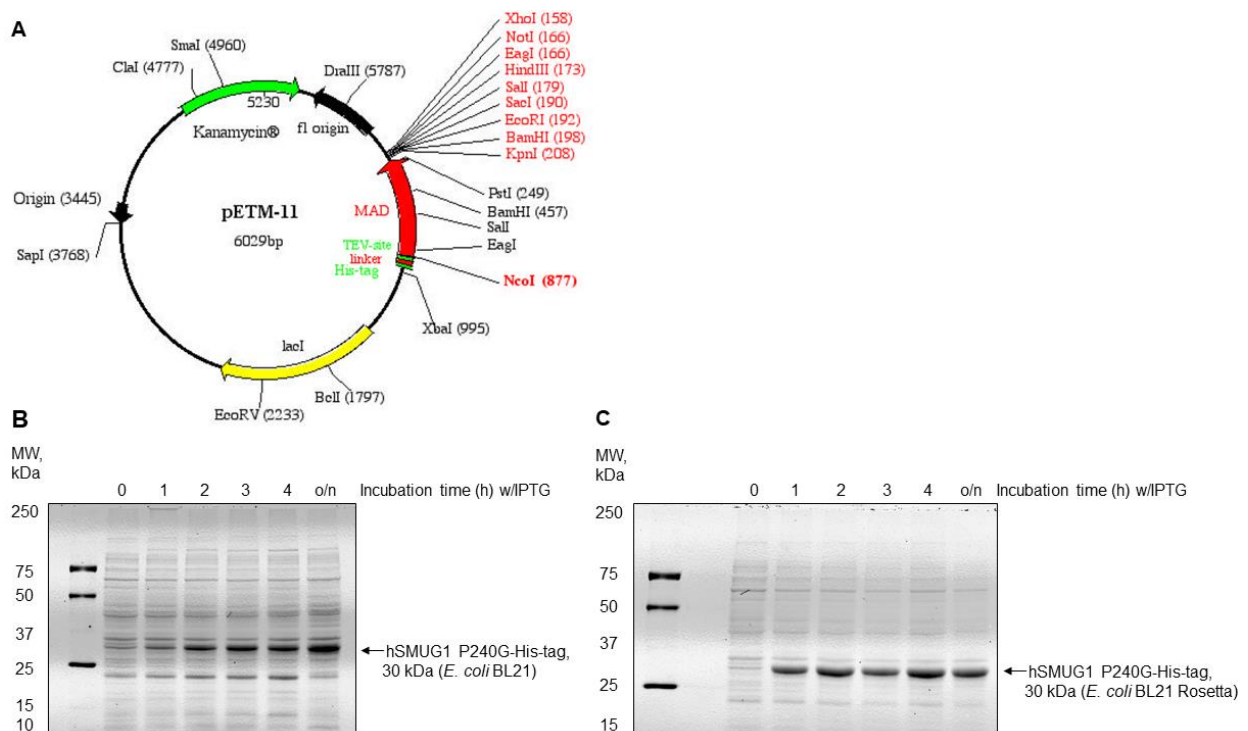 A
XhoI (158)
NotI (166)
EagI (166)
HindIII (173)
SalI (179)
SacI (190)
EcoRI (192)
BamHI (198)
KpnI (208)
SmaI (4960)
ClaI (4777)
DraIII (5787)
5230
Kanamycin®
f1 origin
PstI (249)
BamHI (457)
SalI
EagI
NcoI (877)
XbaI (995)
MAD
TEV-site
linker
His-tag
Origin (3445)
SapI (3768)
pETM-11
6029bp
lacI
BclI (1797)
EcoRV (2233)
B
MW,
kDa
0 1 2 3 4 o/n Incubation time (h) w/IPTG
250
75
50
37
25
15
10
hSMUG1 P240G-His-tag,
30 kDa (E. coli BL21)
C
MW,
kDa
0 1 2 3 4 o/n Incubation time (h) w/IPTG
250
75
50
37
25
15
hSMUG1 P240G-His-tag,
30 kDa (E. coli BL21 Rosetta)